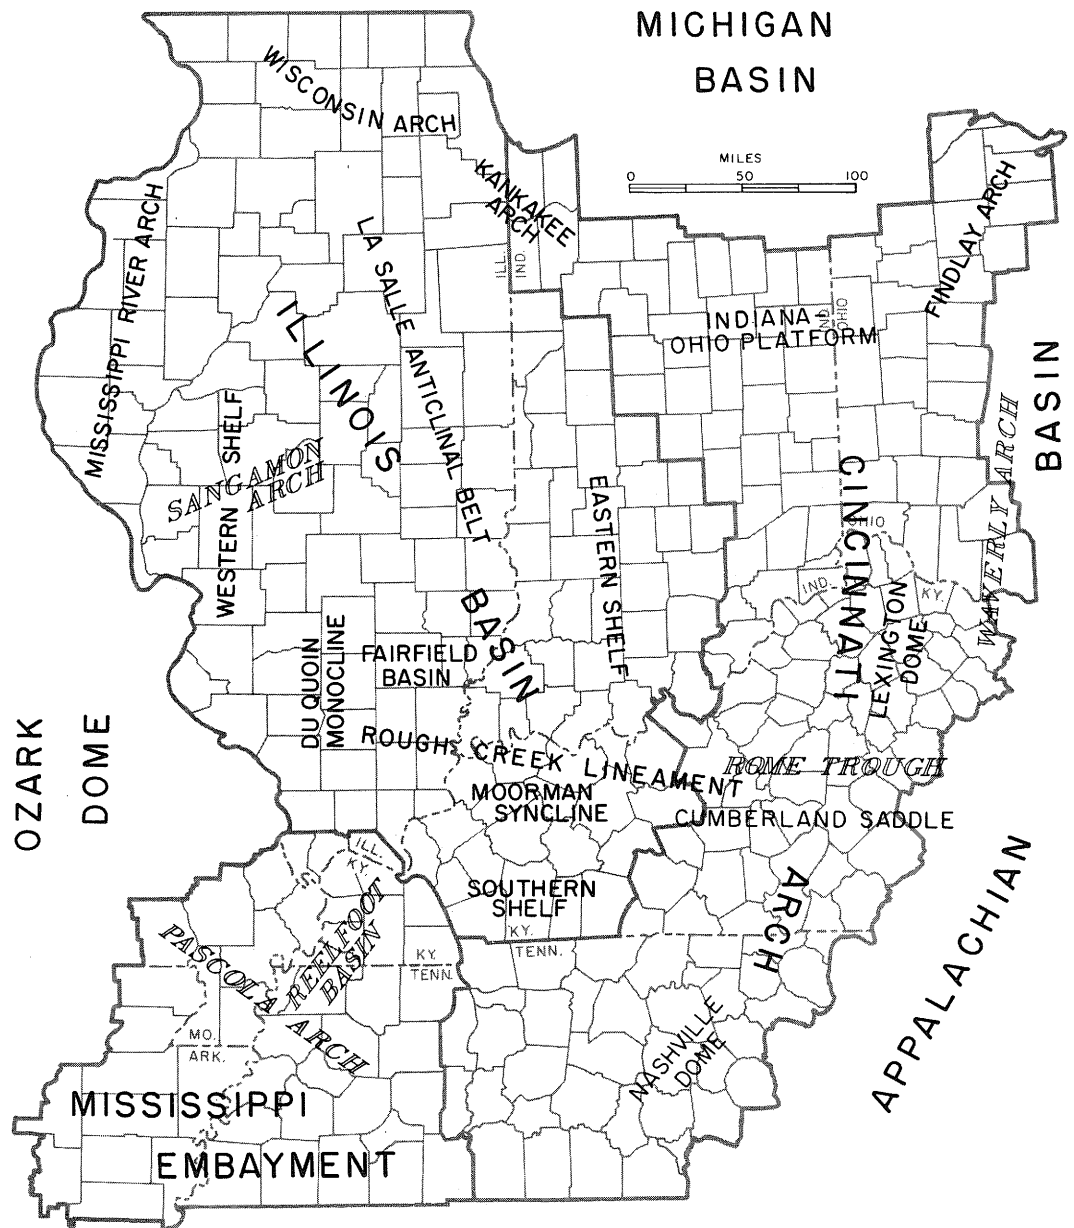 MICHIGAN
BASIN
WISCONSIN ARCH
MILES
0 50 100
KANKAKEE
ARCH
MISSISSIPPI RIVER ARCH
FINDLAY ARCH
LA SALLE ANTICLINAL BELT
ILL.
IND.
ILLINOIS
BASIN
INDIANA-
OHIO PLATFORM
IND.
OHIO
WESTERN SHELF
SANGAMON
ARCH
EASTERN SHELF
CINCINNATI
ARCH
WAVERLY ARCH
APPALACHIAN
BASIN
OHIO
IND.
KY.
LEXINGTON
DOME
DU QUOIN
MONOCLINE
FAIRFIELD
BASIN
OZARK
DOME
ROUGH CREEK LINEAMENT
ROME TROUGH
MOORMAN
SYNCLINE
CUMBERLAND SADDLE
ILL.
KY.
SOUTHERN
SHELF
KY.
TENN.
PASCOLA ARCH
REELFOOT
BASIN
KY.
TENN.
MO.
ARK.
NASHVILLE
DOME
MISSISSIPPI
EMBAYMENT